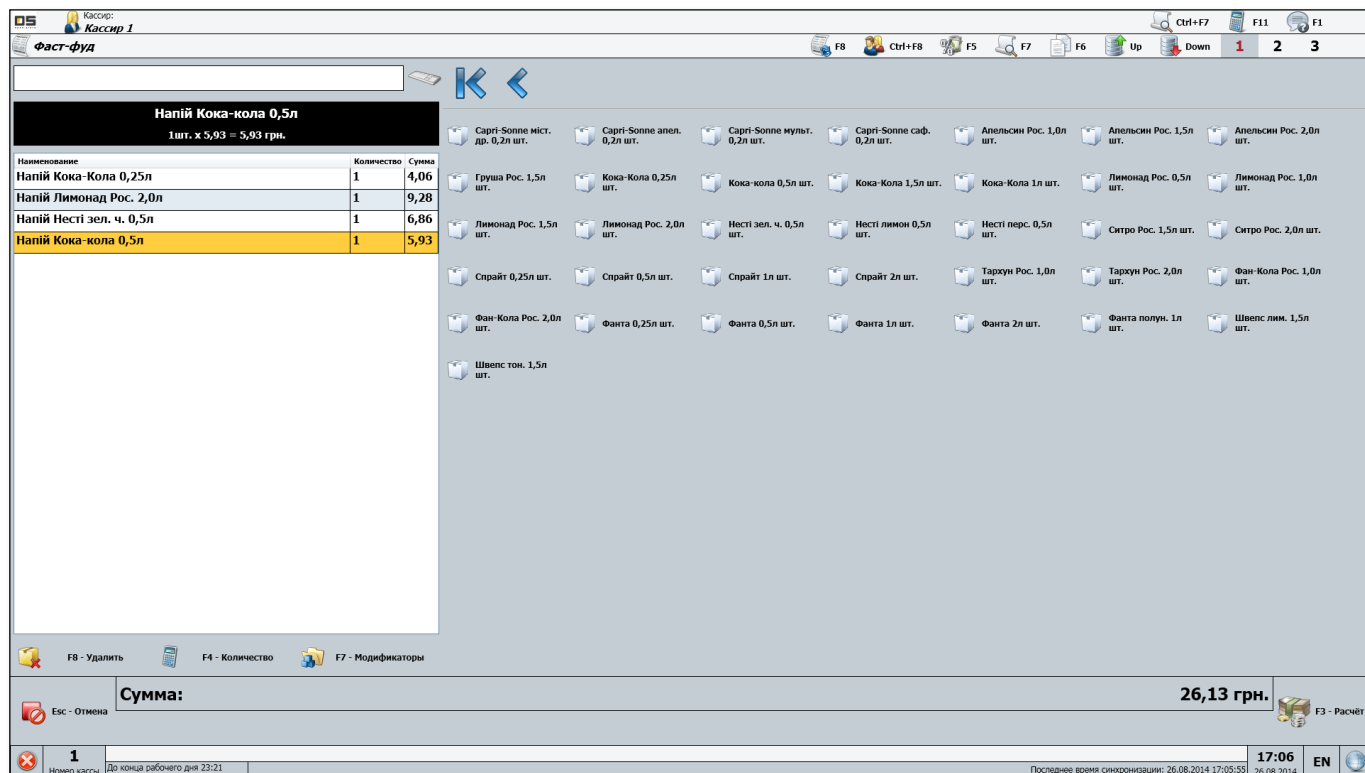 DS
Кассир:
Кассир 1
Ctrl+F7
F11
F1
Фаст-фуд
F8
Ctrl+F8
F5
F7
F6
Up
Down
1
2
3
Напій Кока-кола 0,5л
1шт. x 5,93 = 5,93 грн.
Наименование Количество Сумма
Напій Кока-Кола 0,25л 1 4,06
Напій Лимонад Рос. 2,0л 1 9,28
Напій Несті зел. ч. 0,5л 1 6,86
Напій Кока-кола 0,5л 1 5,93
Capri-Sonne міст.
др. 0,2л шт.
Capri-Sonne апел.
0,2л шт.
Capri-Sonne мульт.
0,2л шт.
Capri-Sonne саф.
0,2л шт.
Апельсин Рос. 1,0л
шт.
Апельсин Рос. 1,5л
шт.
Апельсин Рос. 2,0л
шт.
Груша Рос. 1,5л
шт.
Кока-Кола 0,25л
шт.
Кока-кола 0,5л шт.
Кока-Кола 1,5л шт.
Кока-Кола 1л шт.
Лимонад Рос. 0,5л
шт.
Лимонад Рос. 1,0л
шт.
Лимонад Рос. 1,5л
шт.
Лимонад Рос. 2,0л
шт.
Несті зел. ч. 0,5л
шт.
Несті лимон 0,5л
шт.
Несті перс. 0,5л
шт.
Ситро Рос. 1,5л шт.
Ситро Рос. 2,0л шт.
Спрайт 0,25л шт.
Спрайт 0,5л шт.
Спрайт 1л шт.
Спрайт 2л шт.
Тархун Рос. 1,0л
шт.
Тархун Рос. 2,0л
шт.
Фан-Кола Рос. 1,0л
шт.
Фан-Кола Рос. 2,0л
шт.
Фанта 0,25л шт.
Фанта 0,5л шт.
Фанта 1л шт.
Фанта 2л шт.
Фанта полун. 1л
шт.
Швепс лим. 1,5л
шт.
Швепс тон. 1,5л
шт.
F8 - Удалить
F4 - Количество
F7 - Модификаторы
Esc - Отмена
Сумма: 26,13 грн.
F3 - Расчёт
1
Номер кассы
До конца рабочего дня 23:21
Последнее время синхронизации: 26.08.2014 17:05:55
17:06
26.08.2014
EN